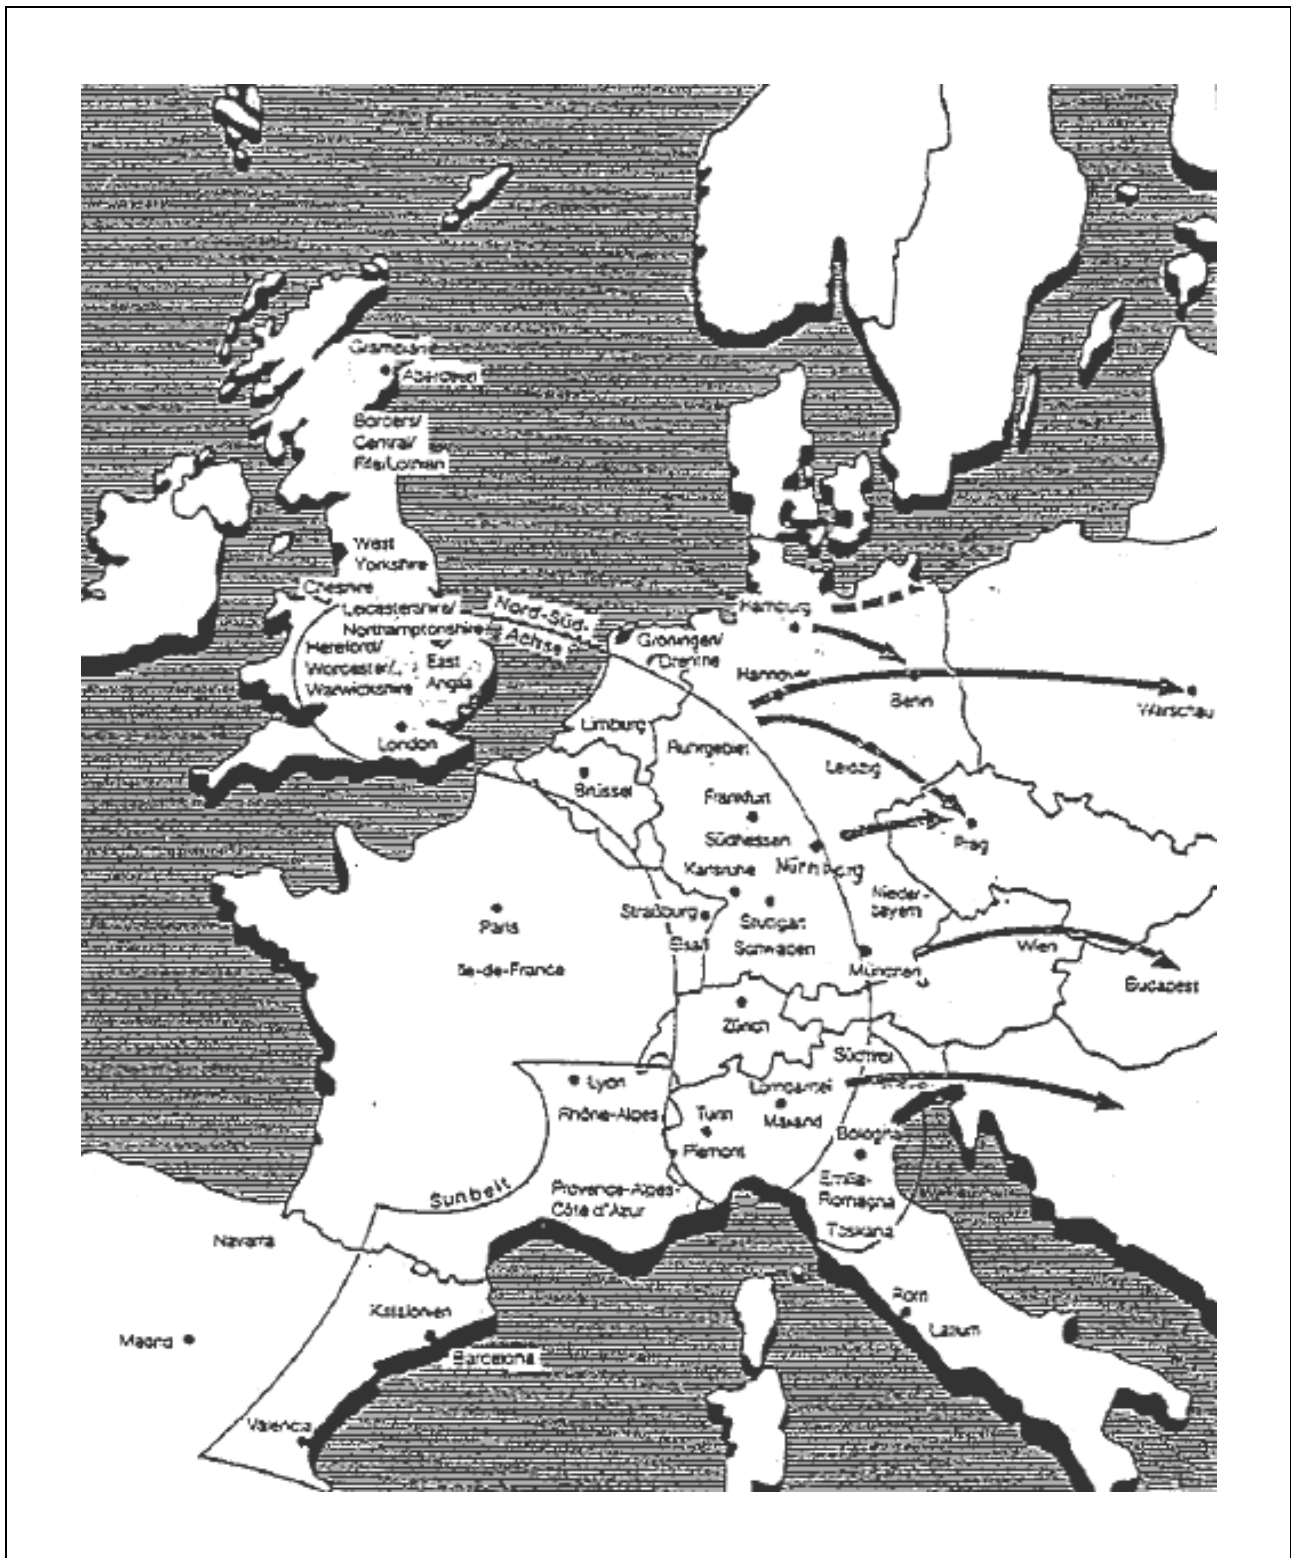 Grampian
Aberdeen
Borders/
Central/
Fife/Lothian
West
Yorkshire
Cheshire
Leicestershire/
Northamptonshire
Nord-Süd-
Achse
Hereford/
Worcester/
Warwickshire
East
Anglia
London
Hamburg
Groningen/
Drenthe
Hannover
Berlin
Warschau
Limburg
Ruhrgebiet
Leipzig
Brüssel
Frankfurt
Südhessen
Prag
Karlsruhe
Nürnberg
Nieder-
bayern
Straßburg
Stuttgart
Paris
Elsaß
Schwaben
Wien
Île-de-France
München
Budapest
Zürich
Südtirol
Lyon
Lombardei
Rhône-Alpes
Turin
Mailand
Piemont
Bologna
Sunbelt
Provence-Alpes-
Côte d'Azur
Emilia-
Romagna
Toskana
Navarra
Katalonien
Rom
Latium
Madrid
Barcelona
Valencia